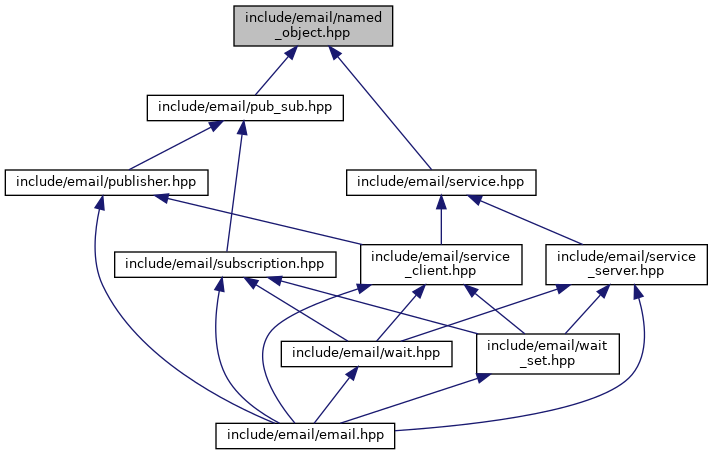 include/email/named
_object.hpp
include/email/pub_sub.hpp
include/email/publisher.hpp
include/email/service.hpp
include/email/subscription.hpp
include/email/service
_client.hpp
include/email/service
_server.hpp
include/email/wait.hpp
include/email/wait
_set.hpp
include/email/email.hpp